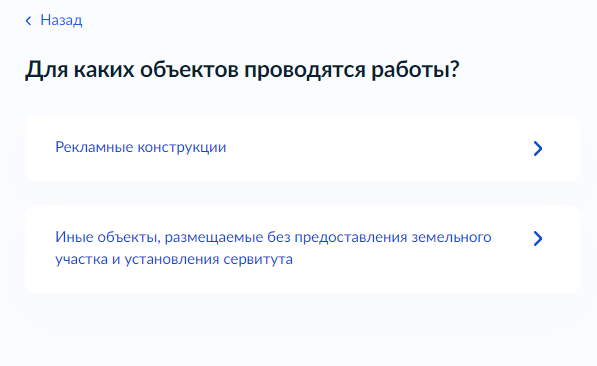 Назад
Для каких объектов проводятся работы?
Рекламные конструкции
Иные объекты, размещаемые без предоставления земельного
участка и установления сервитута